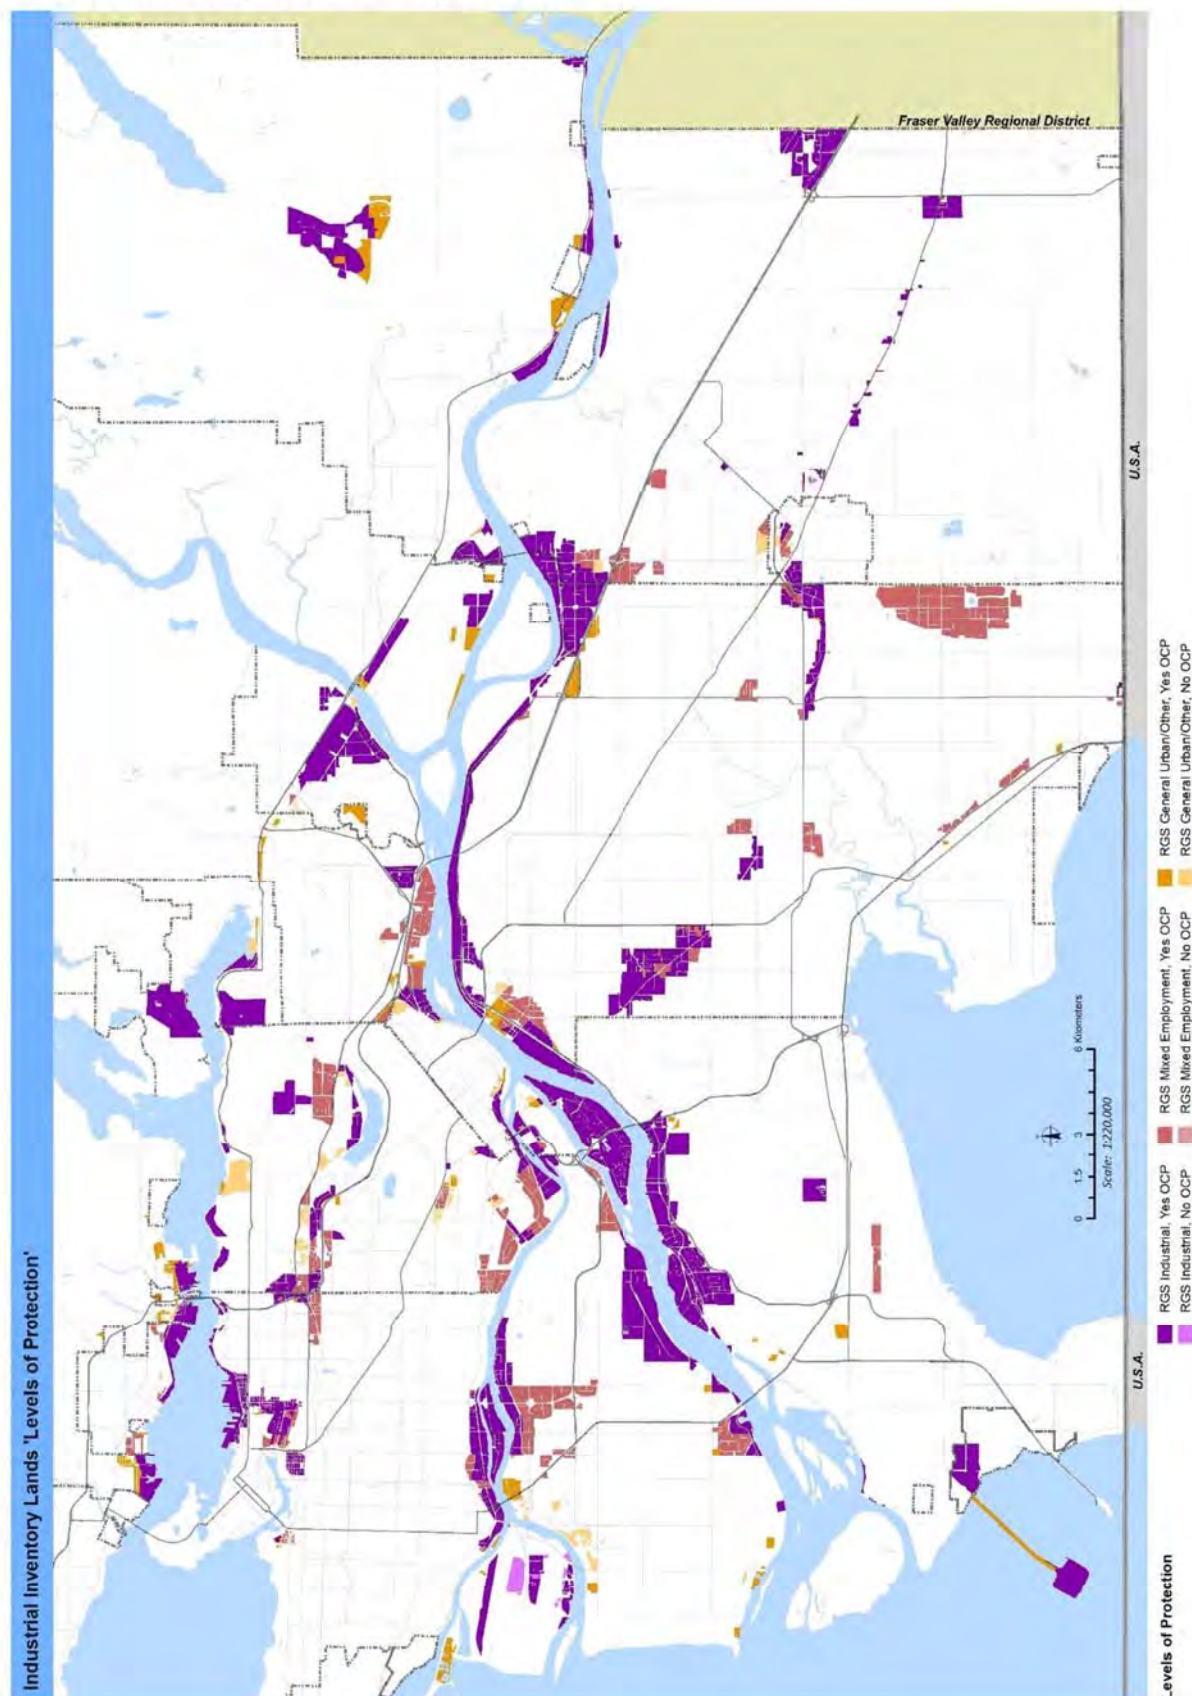 Industrial Inventory Lands 'Levels of Protection'
Fraser Valley Regional District
U.S.A.
U.S.A.
0 1.5 3 6 Kilometers
Scale: 1:220,000
Levels of Protection
RGS Industrial, Yes OCP
RGS Industrial, No OCP
RGS Mixed Employment, Yes OCP
RGS Mixed Employment, No OCP
RGS General Urban/Other, Yes OCP
RGS General Urban/Other, No OCP